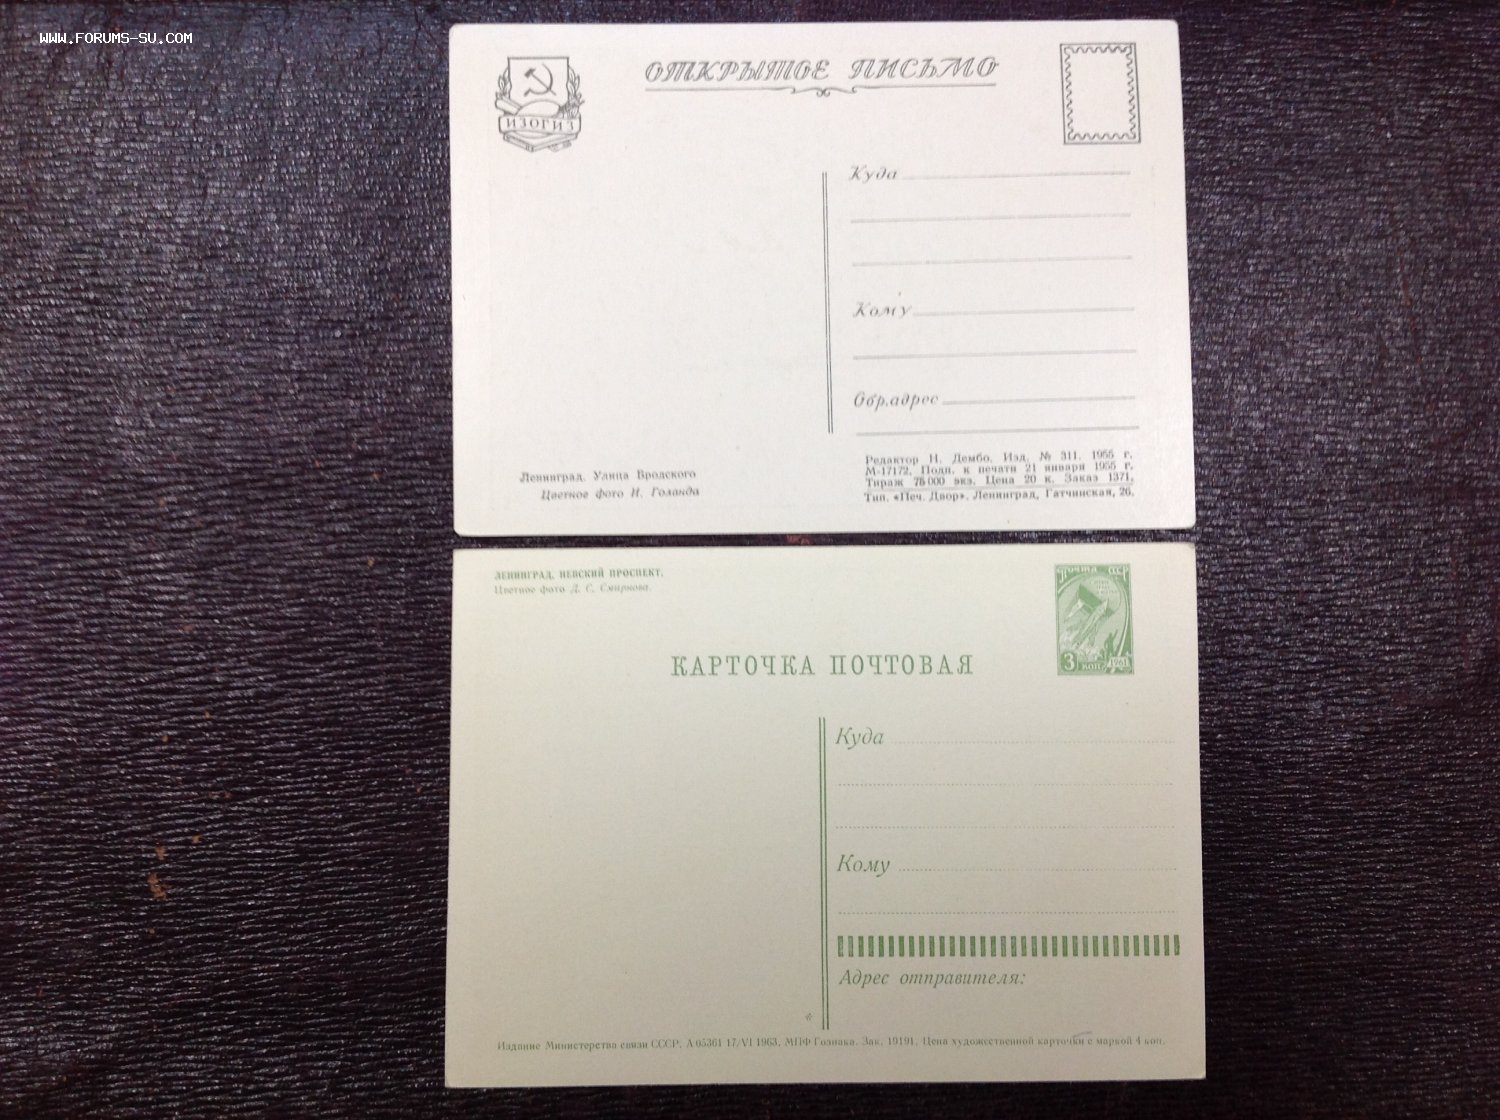 WWW.FORUMS-SU.COM
ОТКРЫТОЕ ПИСЬМО
ИЗОГИЗ
Куда
Кому
Обр.адрес
Ленинград. Улица Бродского
Цветное фото И. Голанда
Редактор Н. Дембо. Изд. № 311. 1955 г.
М-17172. Подп. к печати 21 января 1955 г.
Тираж 75000 экз. Цена 20 к. Заказ 1371.
Тип. «Печ. Двор». Ленинград, Гатчинская, 26.
ЛЕНИНГРАД. НЕВСКИЙ ПРОСПЕКТ.
Цветное фото Д. С. Смирнова.
Почта СССР
3 коп. 1961
КАРТОЧКА ПОЧТОВАЯ
Куда
Кому
Адрес отправителя:
Издание Министерства связи СССР. А 05361 17/VI 1963. МПФ Гознака. Зак. 19191. Цена художественной карточки с маркой 4 коп.